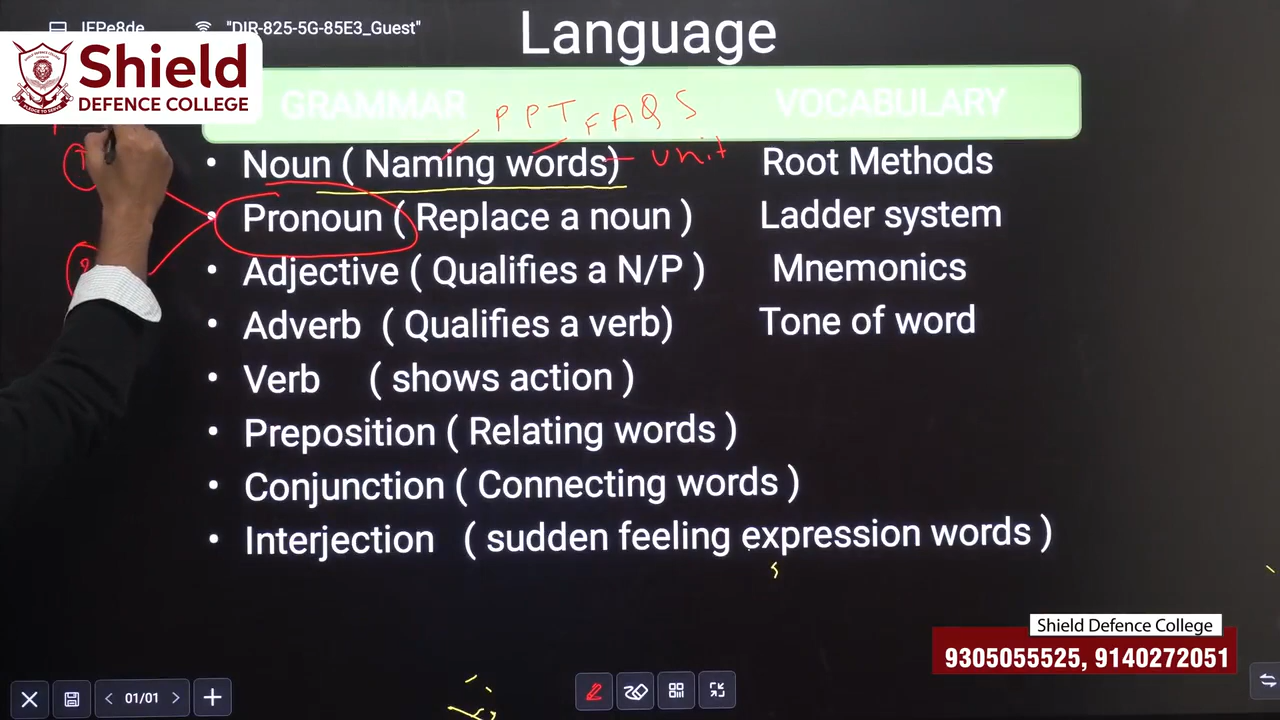 IFPe8de "DIR-825-5G-85E3_Guest"
Language
Shield
DEFENCE COLLEGE
GRAMMAR VOCABULARY
PPT FAQS
• Noun ( Naming words) unit Root Methods
• Pronoun ( Replace a noun ) Ladder system
• Adjective ( Qualifies a N/P ) Mnemonics
• Adverb ( Qualifies a verb) Tone of word
• Verb ( shows action )
• Preposition ( Relating words )
• Conjunction ( Connecting words )
• Interjection ( sudden feeling expression words )
Shield Defence College
9305055525, 9140272051
01/01